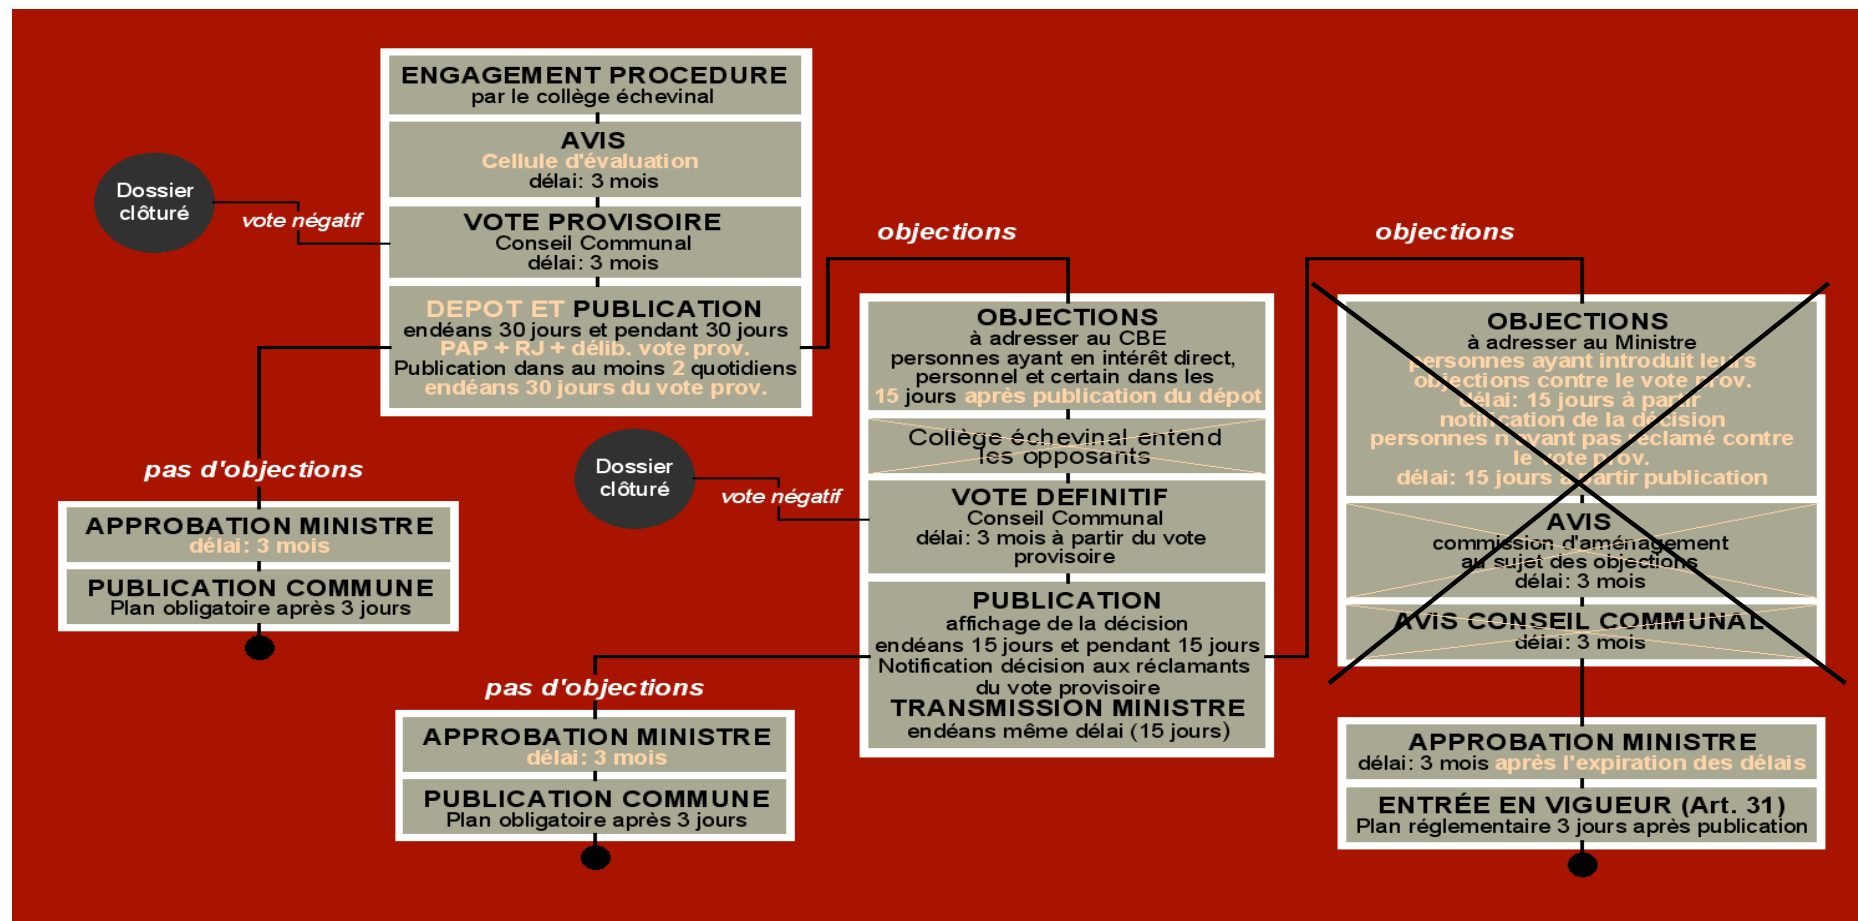 ENGAGEMENT PROCEDURE
par le collège échevinal
AVIS
Cellule d'évaluation
délai: 3 mois
Dossier
clôturé
vote négatif
VOTE PROVISOIRE
Conseil Communal
délai: 3 mois
DEPOT ET PUBLICATION
endéans 30 jours et pendant 30 jours
PAP + RJ + délib. vote prov.
Publication dans au moins 2 quotidiens
endéans 30 jours du vote prov.
pas d'objections
APPROBATION MINISTRE
délai: 3 mois
PUBLICATION COMMUNE
Plan obligatoire après 3 jours
objections
OBJECTIONS
à adresser au CBE
personnes ayant en intérêt direct,
personnel et certain dans les
15 jours après publication du dépot
Collège échevinal entend
les opposants
Dossier
clôturé
vote négatif
VOTE DEFINITIF
Conseil Communal
délai: 3 mois à partir du vote
provisoire
PUBLICATION
affichage de la décision
endéans 15 jours et pendant 15 jours
Notification décision aux réclamants
du vote provisoire
TRANSMISSION MINISTRE
endéans même délai (15 jours)
pas d'objections
APPROBATION MINISTRE
délai: 3 mois
PUBLICATION COMMUNE
Plan obligatoire après 3 jours
objections
OBJECTIONS
à adresser au Ministre
personnes ayant introduit leurs
objections contre le vote prov.
délai: 15 jours à partir
notification de la décision
personnes n'ayant pas réclamé contre
le vote prov.
délai: 15 jours à partir publication
AVIS
commission d'aménagement
au sujet des objections
délai: 3 mois
AVIS CONSEIL COMMUNAL
délai: 3 mois
APPROBATION MINISTRE
délai: 3 mois après l'expiration des délais
ENTRÉE EN VIGUEUR (Art. 31)
Plan réglementaire 3 jours après publication